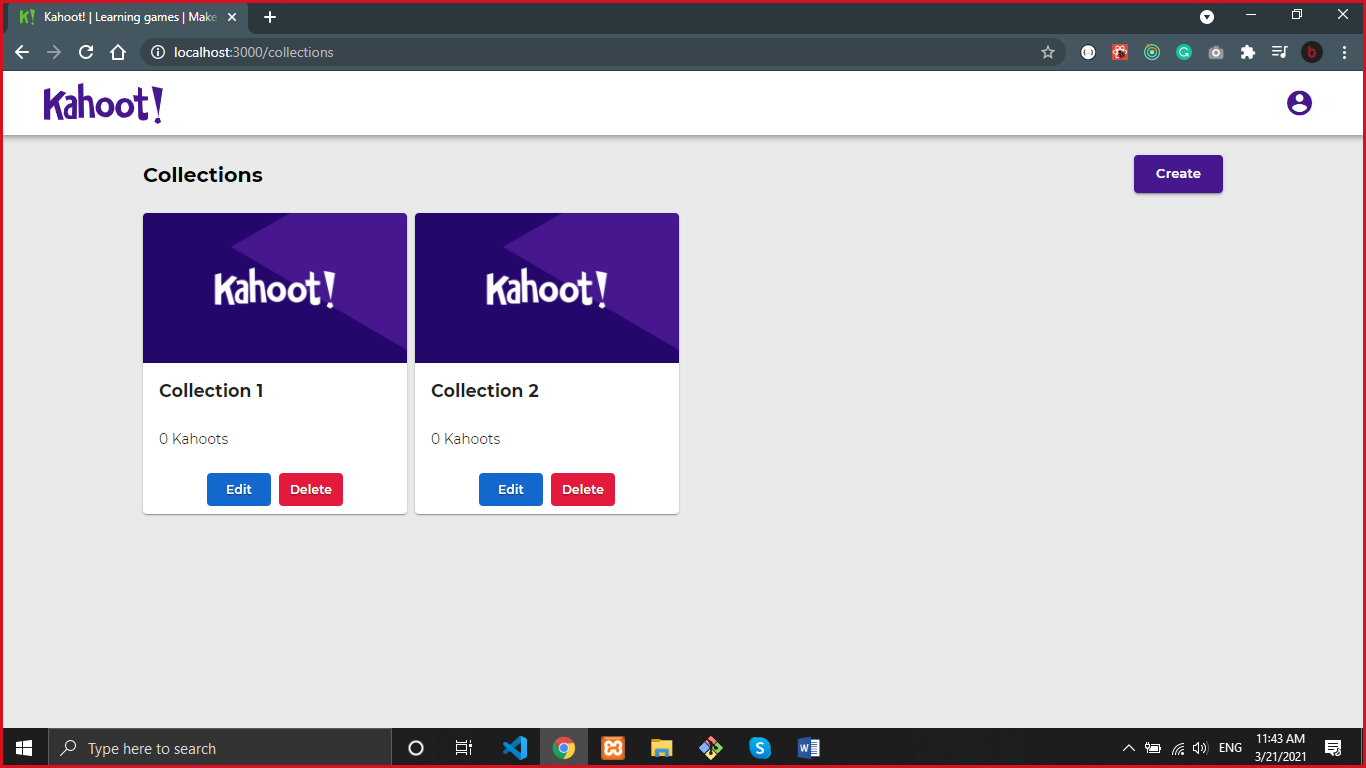 Kahoot! | Learning games | Make
localhost:3000/collections
Kahoot!
Collections
Create
Kahoot!
Kahoot!
Collection 1
Collection 2
0 Kahoots
0 Kahoots
Edit
Delete
Edit
Delete
Type here to search
ENG
11:43 AM
3/21/2021